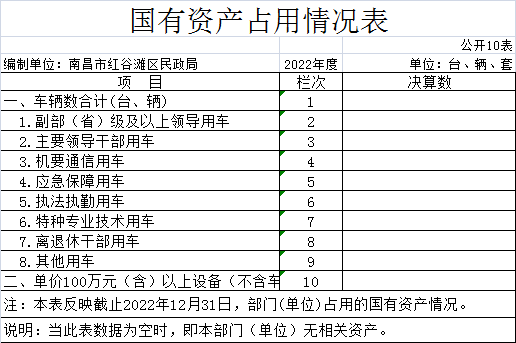 国有资产占用情况表
公开10表
编制单位：南昌市红谷滩区民政局 2022年度 单位：台、辆、套
项 目 栏次 决算数
一、车辆数合计(台、辆) 1
1.副部（省）级及以上领导用车 2
2.主要领导干部用车 3
3.机要通信用车 4
4.应急保障用车 5
5.执法执勤用车 6
6.特种专业技术用车 7
7.离退休干部用车 8
8.其他用车 9
二、单价100万元（含）以上设备（不含车 10
注：本表反映截止2022年12月31日，部门(单位)占用的国有资产情况。
说明：当此表数据为空时，即本部门（单位）无相关资产。